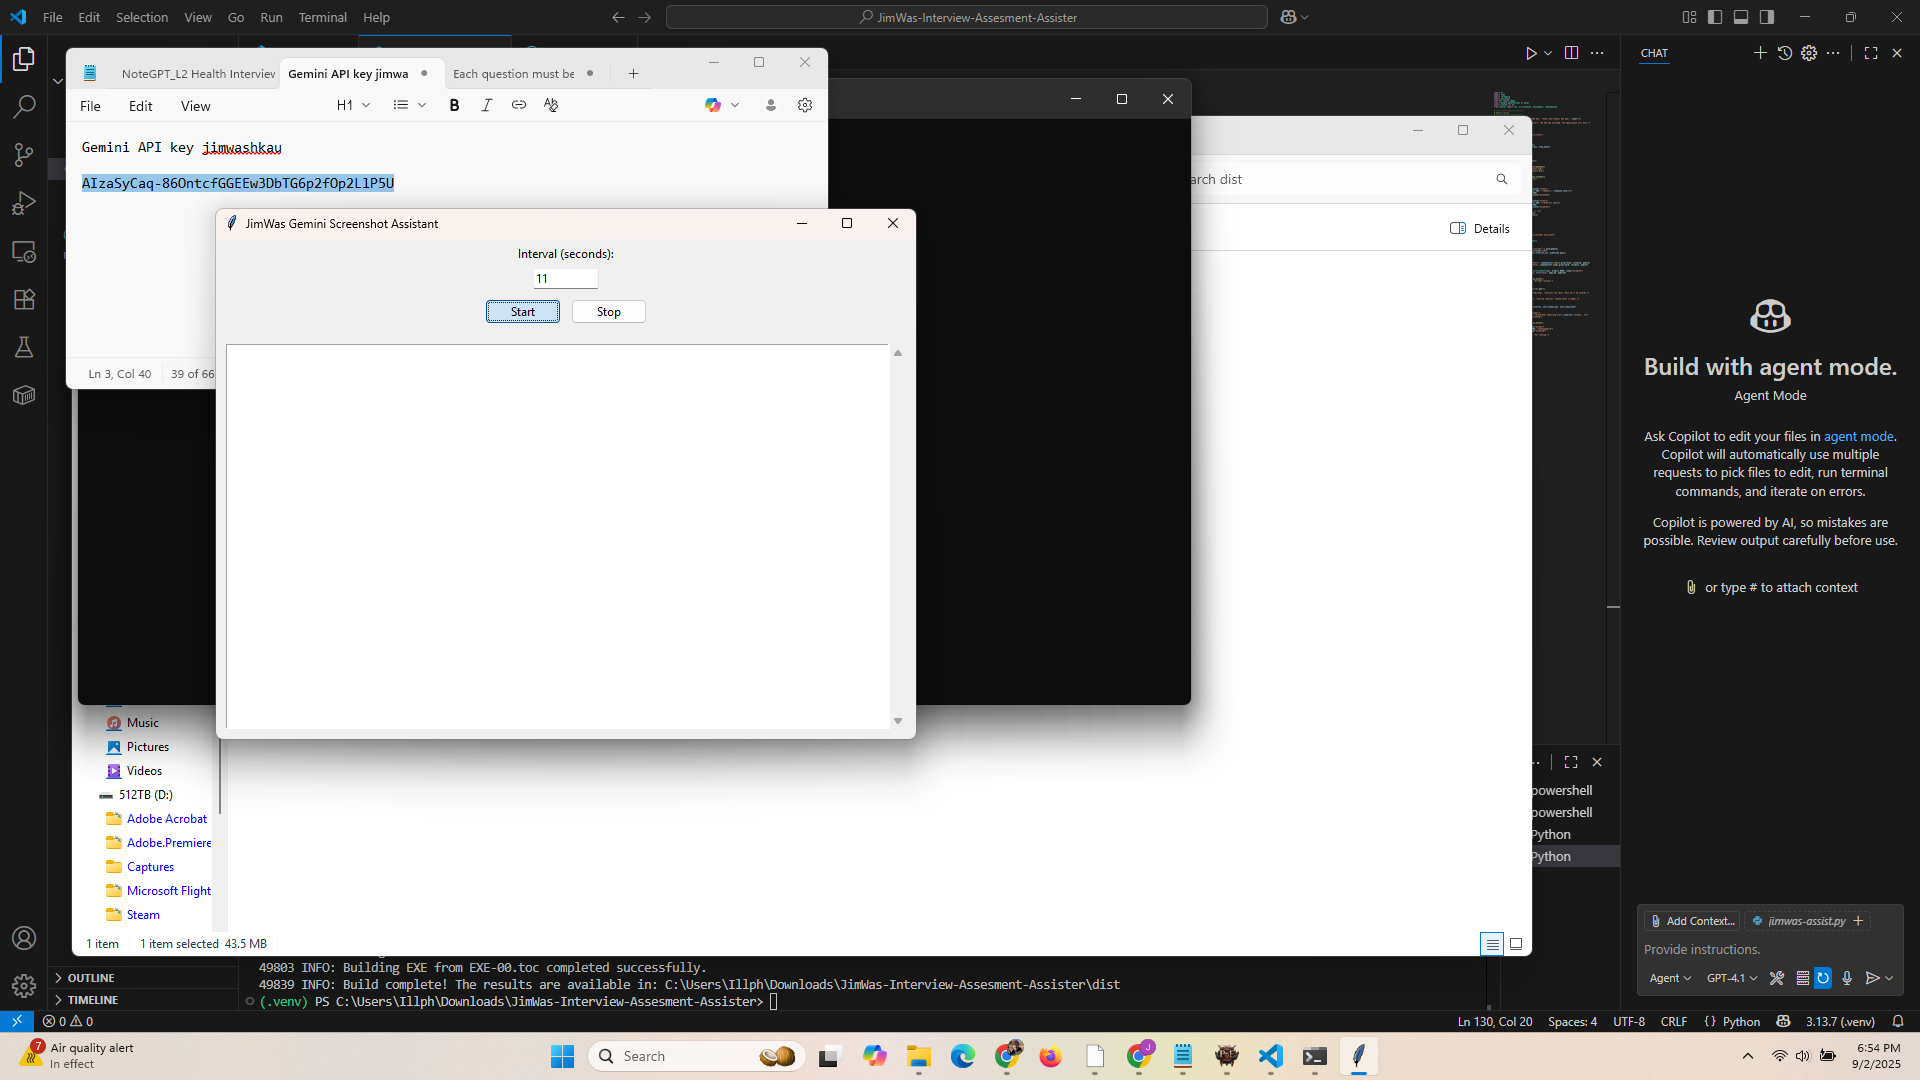 File Edit Selection View Go Run Terminal Help
JimWas-Interview-Assesment-Assister
CHAT
NoteGPT_L2 Health Interview
Gemini API key jimwa
Each question must be
File Edit View
H1
Gemini API key jimwashkau
AIzaSyCaq-86OntcfGGEEw3DbTG6p2fOp2LlP5U
Ln 3, Col 40
39 of 66
arch dist
Details
JimWas Gemini Screenshot Assistant
Interval (seconds):
11
Start Stop
Build with agent mode.
Agent Mode
Ask Copilot to edit your files in agent mode.
Copilot will automatically use multiple
requests to pick files to edit, run terminal
commands, and iterate on errors.
Copilot is powered by AI, so mistakes are
possible. Review output carefully before use.
or type # to attach context
Music
Pictures
Videos
512TB (D:)
Adobe Acrobat
Adobe.Premiere
Captures
Microsoft Flight
Steam
1 item 1 item selected 43.5 MB
powershell
powershell
Python
Python
Add Context... jimwas-assist.py
Provide instructions.
Agent GPT-4.1
OUTLINE
TIMELINE
49803 INFO: Building EXE from EXE-00.toc completed successfully.
49839 INFO: Build complete! The results are available in: C:\Users\Illph\Downloads\JimWas-Interview-Assesment-Assister\dist
(.venv) PS C:\Users\Illph\Downloads\JimWas-Interview-Assesment-Assister>
0 0
Ln 130, Col 20 Spaces: 4 UTF-8 CRLF {} Python 3.13.7 (.venv)
7
Air quality alert
In effect
Search
J
6:54 PM
9/2/2025